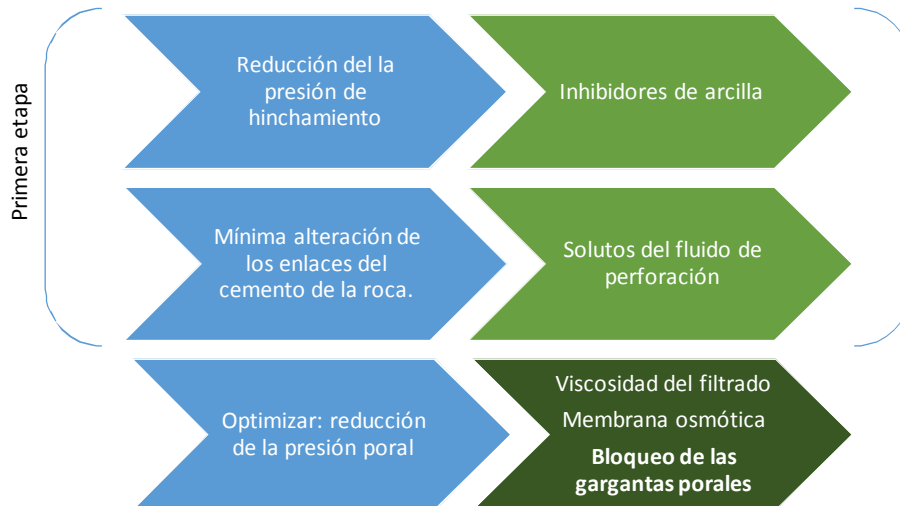 Primera etapa
Reducción del la
presión de
hinchamiento
Inhibidores de arcilla
Mínima alteración de
los enlaces del
cemento de la roca.
Solutos del fluido de
perforación
Optimizar: reducción
de la presión poral
Viscosidad del filtrado
Membrana osmótica
Bloqueo de las
gargantas porales